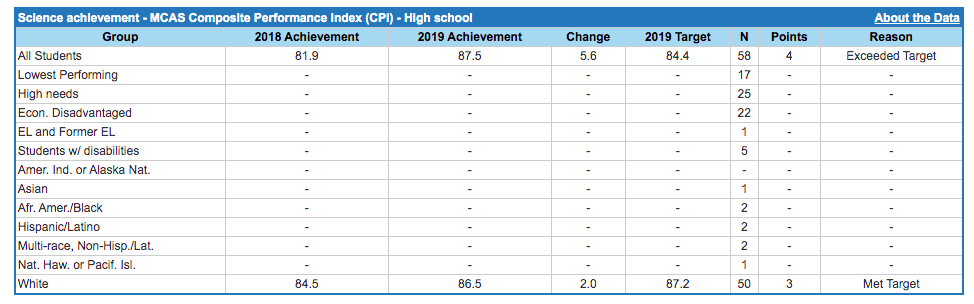 Science achievement - MCAS Composite Performance Index (CPI) - High school About the Data
Group 2018 Achievement 2019 Achievement Change 2019 Target N Points Reason
All Students 81.9 87.5 5.6 84.4 58 4 Exceeded Target
Lowest Performing - - - - 17 - -
High needs - - - - 25 - -
Econ. Disadvantaged - - - - 22 - -
EL and Former EL - - - - 1 - -
Students w/ disabilities - - - - 5 - -
Amer. Ind. or Alaska Nat. - - - - - - -
Asian - - - - 1 - -
Afr. Amer./Black - - - - 2 - -
Hispanic/Latino - - - - 2 - -
Multi-race, Non-Hisp./Lat. - - - - 2 - -
Nat. Haw. or Pacif. Isl. - - - - 1 - -
White 84.5 86.5 2.0 87.2 50 3 Met Target